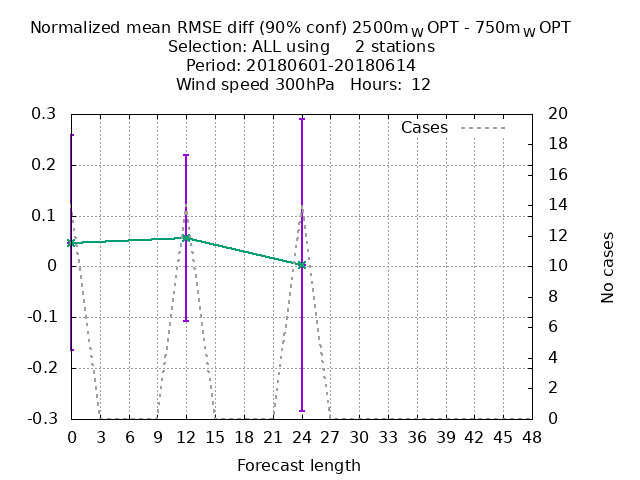 Normalized mean RMSE diff (90% conf) 2500m_W OPT - 750m_W OPT
Selection: ALL using     2 stations
Period: 20180601-20180614
Wind speed 300hPa   Hours: 12
Cases
0.3
0.2
0.1
0
-0.1
-0.2
-0.3
20
18
16
14
12
10
8
6
4
2
0
No cases
0 3 6 9 12 15 18 21 24 27 30 33 36 39 42 45 48
Forecast length